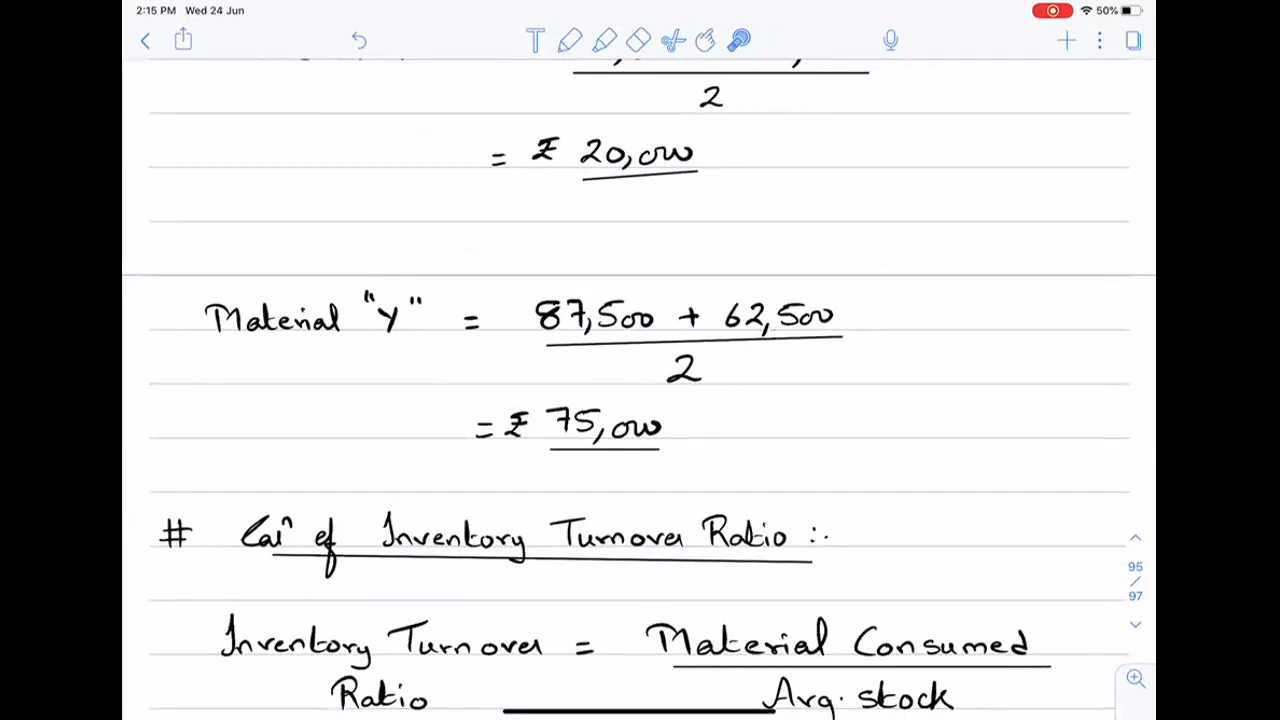 2:15 PM Wed 24 Jun
50%
2
= ₹ 20,000
Material "Y" = 87,500 + 62,500
2
= ₹ 75,000
# Calⁿ of Inventory Turnover Ratio :-
95
/
97
Inventory Turnover = Material Consumed
Ratio Avg. stock